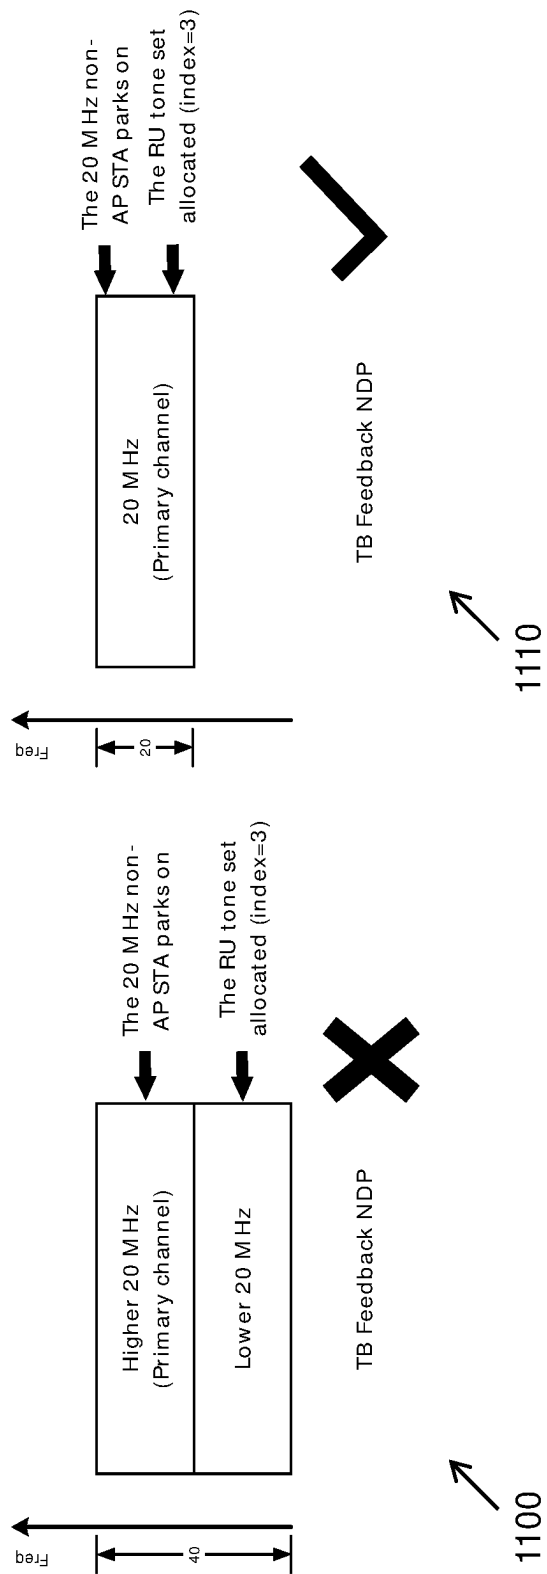 Freq
40
Higher 20 MHz
(Primary channel)
Lower 20 MHz
The 20 MHz non-
AP STA parks on
The RU tone set
allocated (index=3)
TB Feedback NDP
1100
Freq
20
20 MHz
(Primary channel)
The 20 MHz non-
AP STA parks on
The RU tone set
allocated (index=3)
TB Feedback NDP
1110